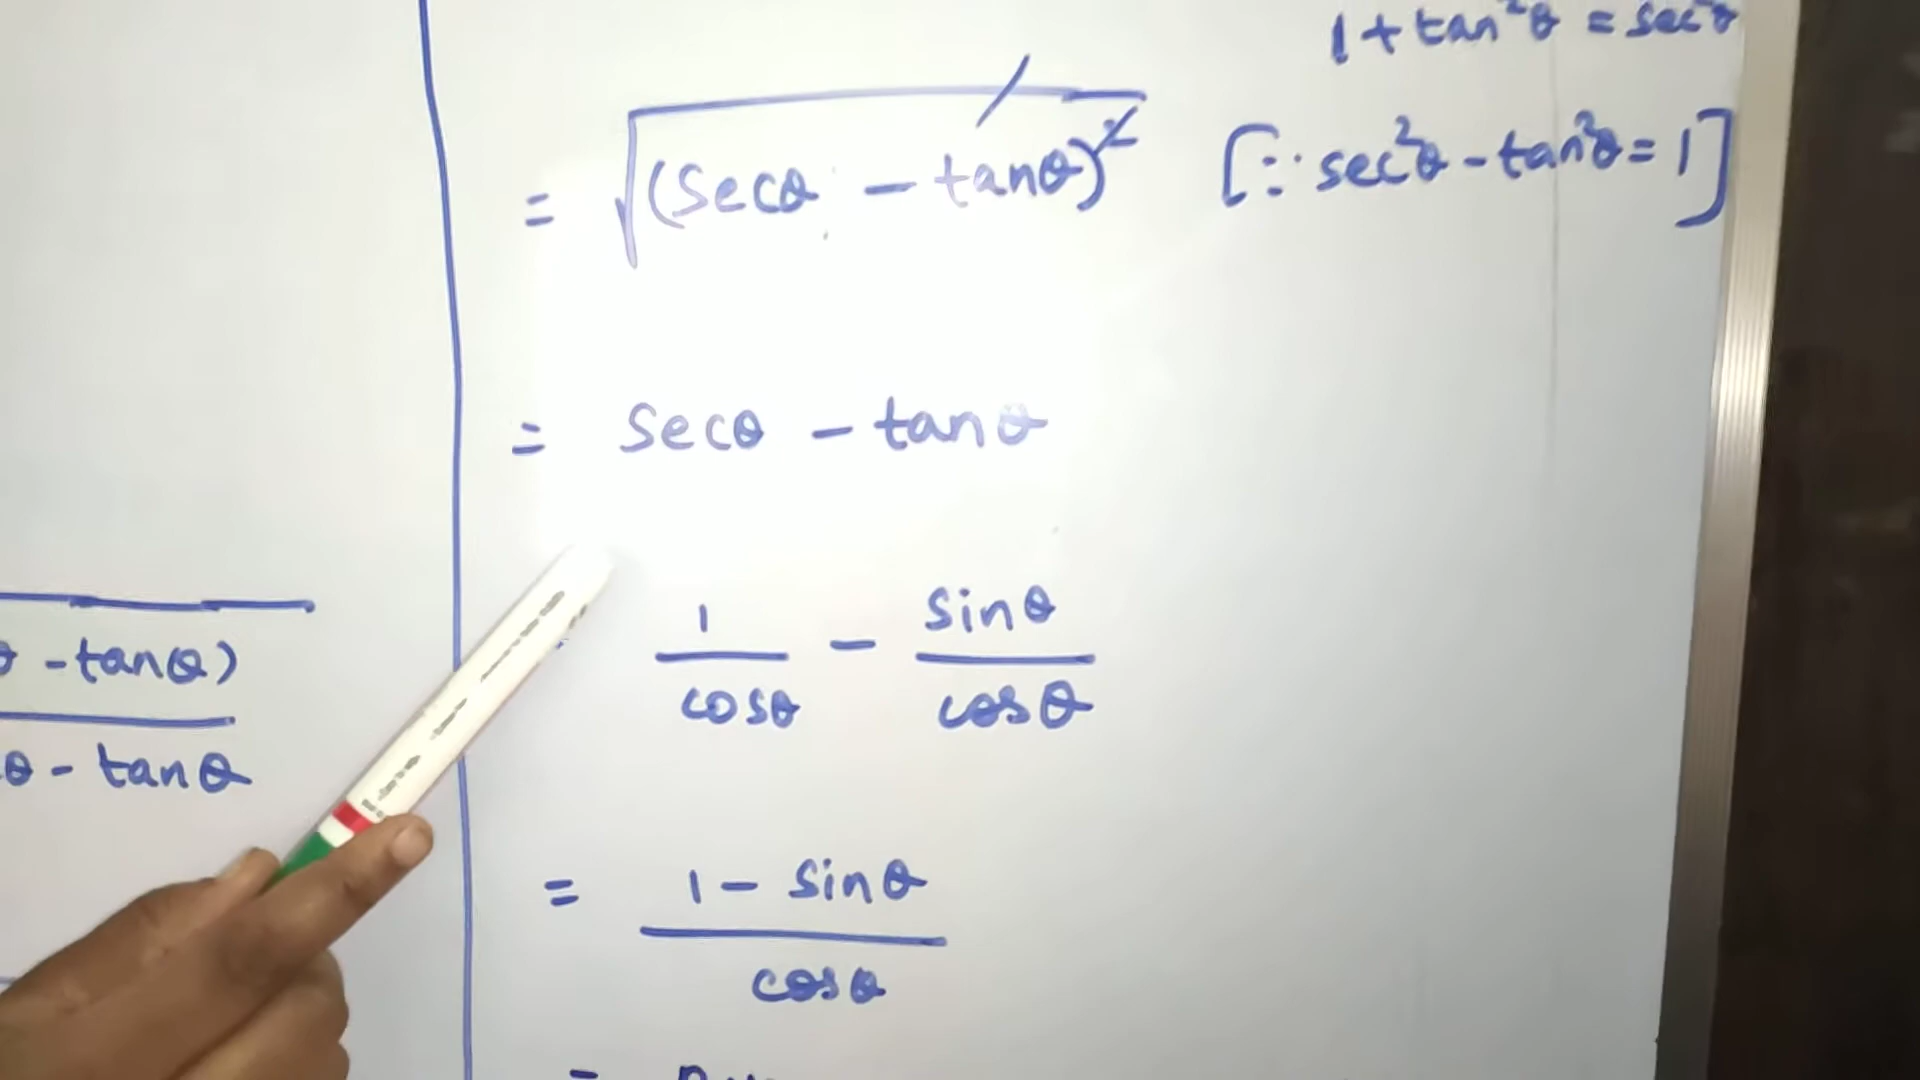 1 + tan²θ = sec²θ
= √(secθ - tanθ)² [∵ sec²θ - tan²θ = 1]
= secθ - tanθ
1/cosθ - sinθ/cosθ
= (1 - sinθ)/cosθ
=
θ - tanθ)
θ - tanθ